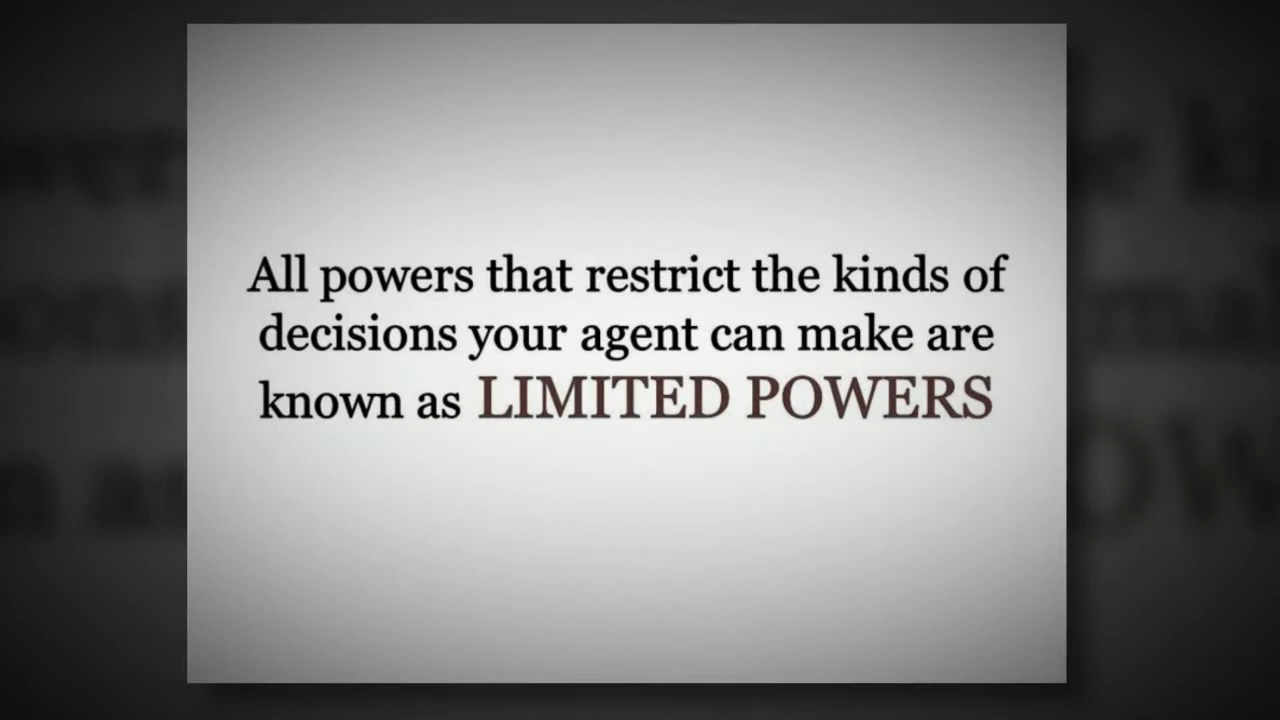 All powers that restrict the kinds of
decisions your agent can make are
known as LIMITED POWERS